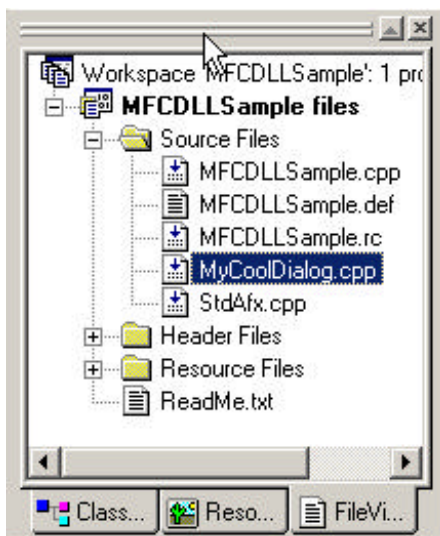 Workspace 'MFCDLLSample': 1 pro
MFCDLLSample files
Source Files
MFCDLLSample.cpp
MFCDLLSample.def
MFCDLLSample.rc
MyCoolDialog.cpp
StdAfx.cpp
Header Files
Resource Files
ReadMe.txt
Class... Reso... FileVi...